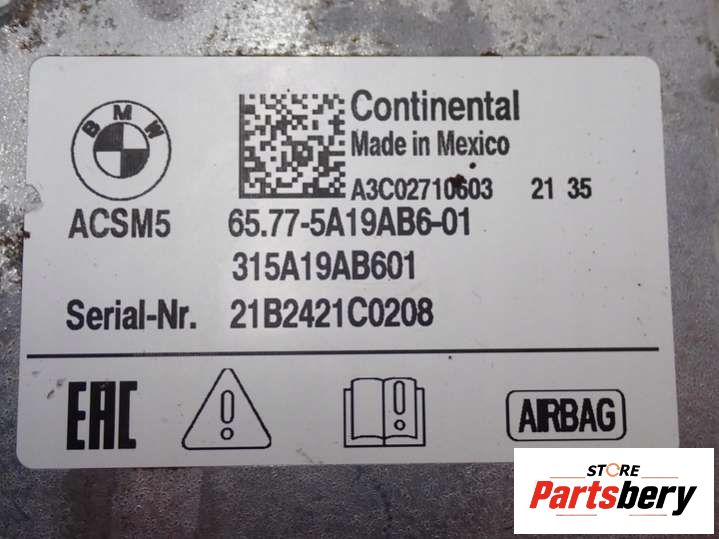 BMW
Continental
Made in Mexico
A3C02710603 21 35
ACSM5 65.77-5A19AB6-01
315A19AB601
Serial-Nr. 21B2421C0208
EAC
AIRBAG
STORE
Partsbery